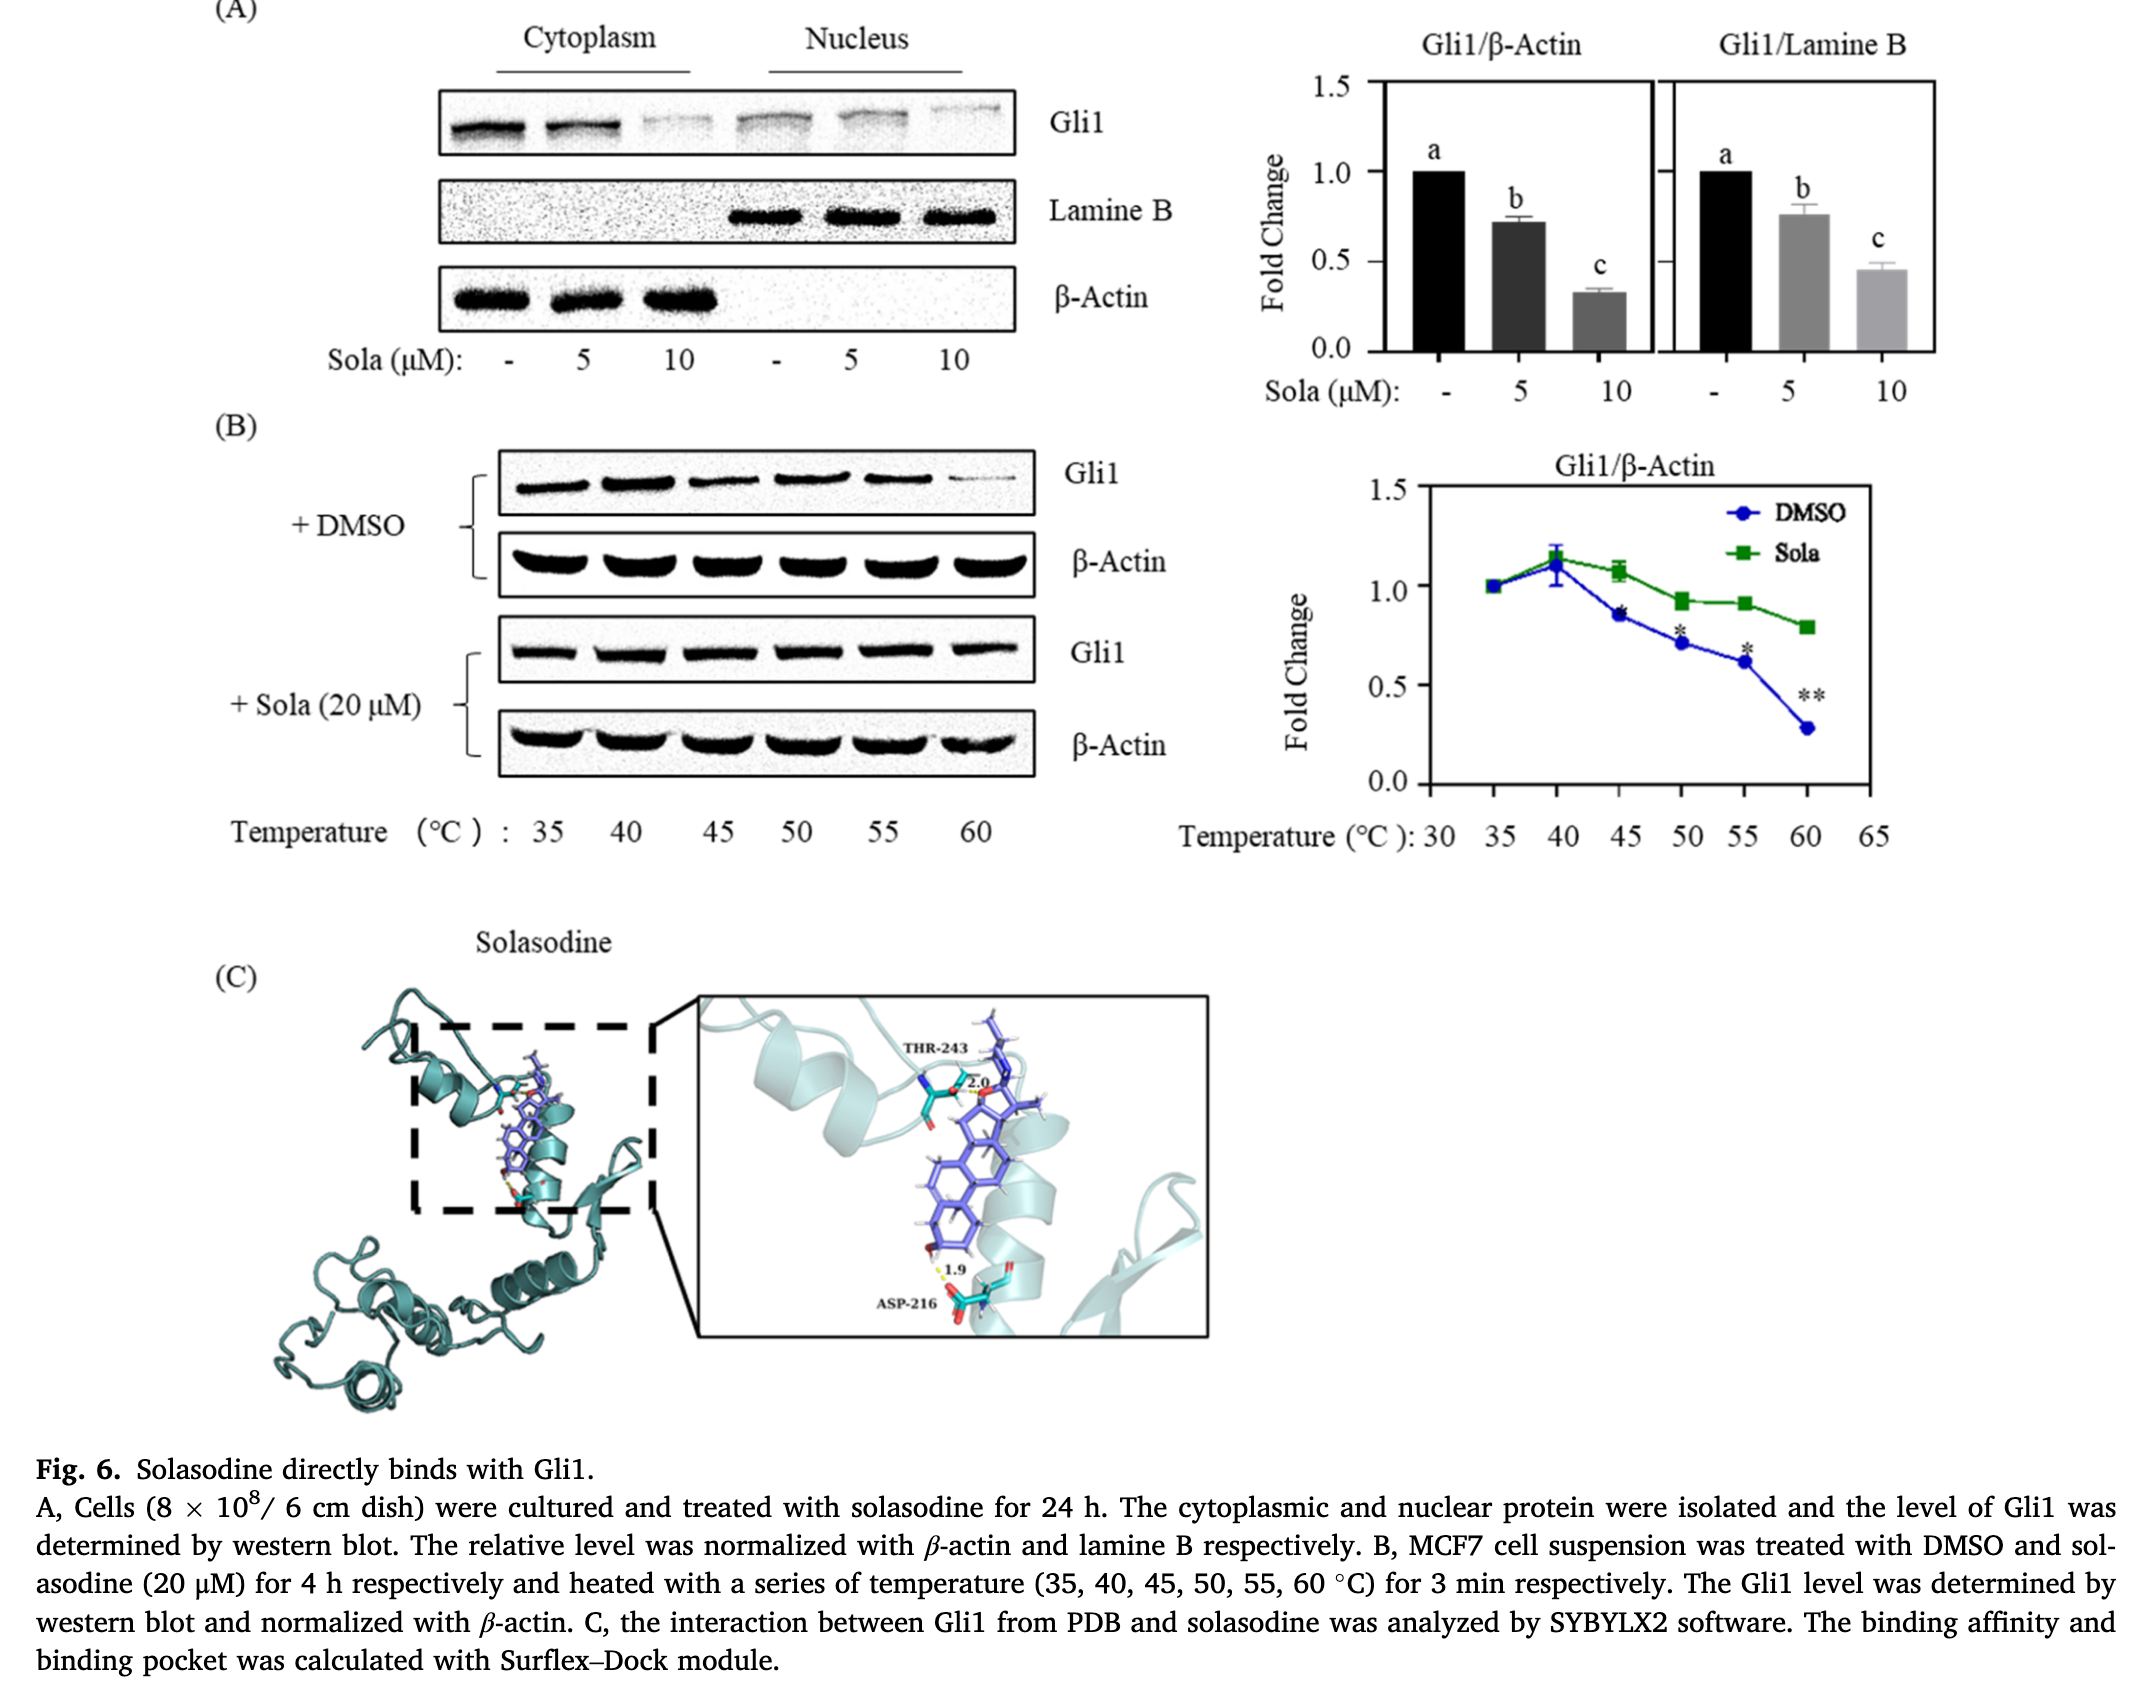 (A)
Cytoplasm Nucleus
Gli1
Lamine B
β-Actin
Sola (μM): - 5 10 - 5 10
Gli1/β-Actin Gli1/Lamine B
Fold Change
1.5
1.0
0.5
0.0
a b c a b c
Sola (μM): - 5 10 - 5 10
(B)
+ DMSO
Gli1
β-Actin
+ Sola (20 μM)
Gli1
β-Actin
Temperature (℃) : 35 40 45 50 55 60
Gli1/β-Actin
Fold Change
1.5
1.0
0.5
0.0
DMSO
Sola
*
*
*
**
Temperature (℃ ): 30 35 40 45 50 55 60 65
(C)
Solasodine
THR-243
2.0
1.9
ASP-216
Fig. 6. Solasodine directly binds with Gli1.
A, Cells (8 × 10⁸/ 6 cm dish) were cultured and treated with solasodine for 24 h. The cytoplasmic and nuclear protein were isolated and the level of Gli1 was
determined by western blot. The relative level was normalized with β-actin and lamine B respectively. B, MCF7 cell suspension was treated with DMSO and sol-
asodine (20 μM) for 4 h respectively and heated with a series of temperature (35, 40, 45, 50, 55, 60 °C) for 3 min respectively. The Gli1 level was determined by
western blot and normalized with β-actin. C, the interaction between Gli1 from PDB and solasodine was analyzed by SYBYLX2 software. The binding affinity and
binding pocket was calculated with Surflex–Dock module.